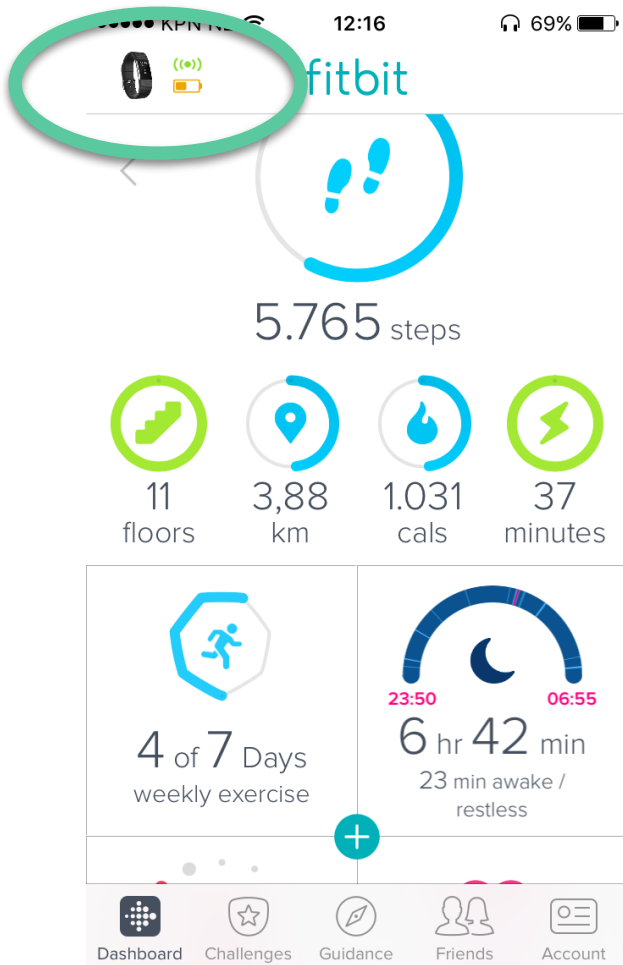 KPN NL 12:16 69%
fitbit
5.765 steps
11 3,88 1.031 37
floors km cals minutes
23:50 06:55
4 of 7 Days 6 hr 42 min
weekly exercise 23 min awake /
restless
Dashboard Challenges Guidance Friends Account